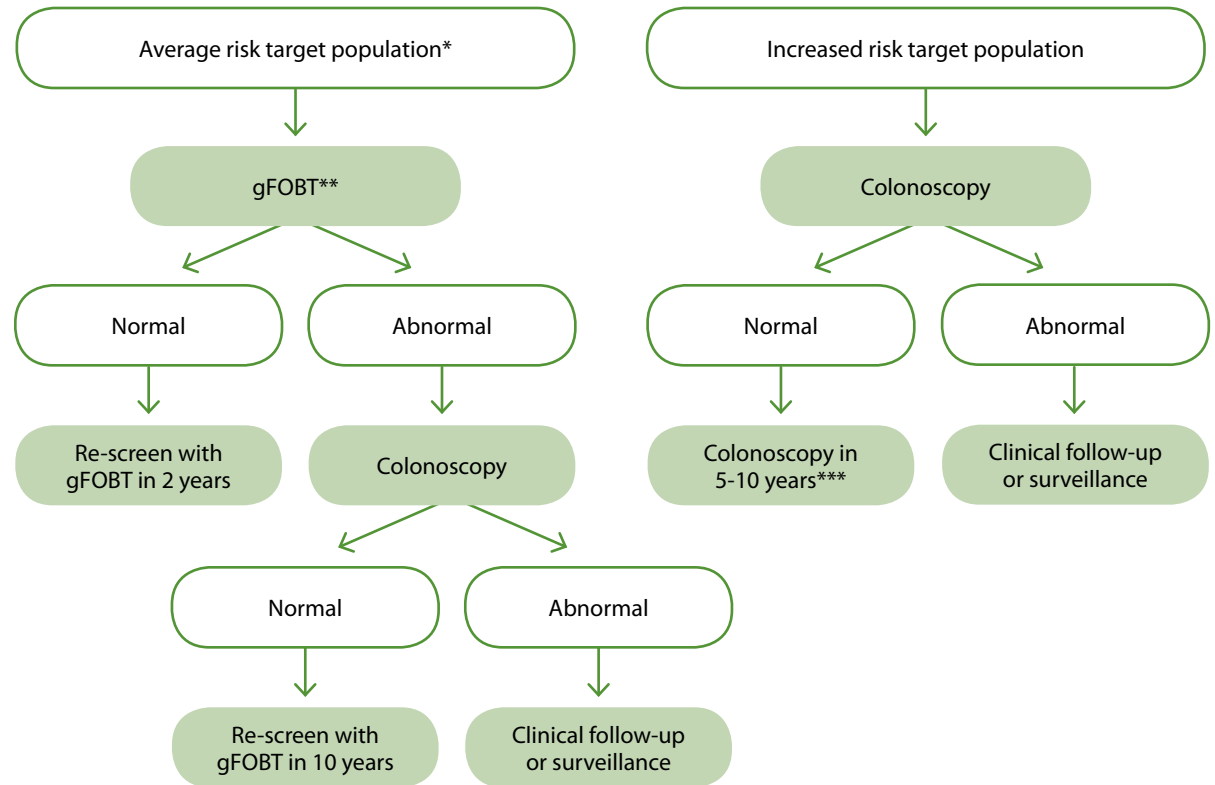 Average risk target population*
Increased risk target population
gFOBT**
Colonoscopy
Normal
Abnormal
Normal
Abnormal
Re-screen with
gFOBT in 2 years
Colonoscopy
Colonoscopy in
5-10 years***
Clinical follow-up
or surveillance
Normal
Abnormal
Re-screen with
gFOBT in 10 years
Clinical follow-up
or surveillance